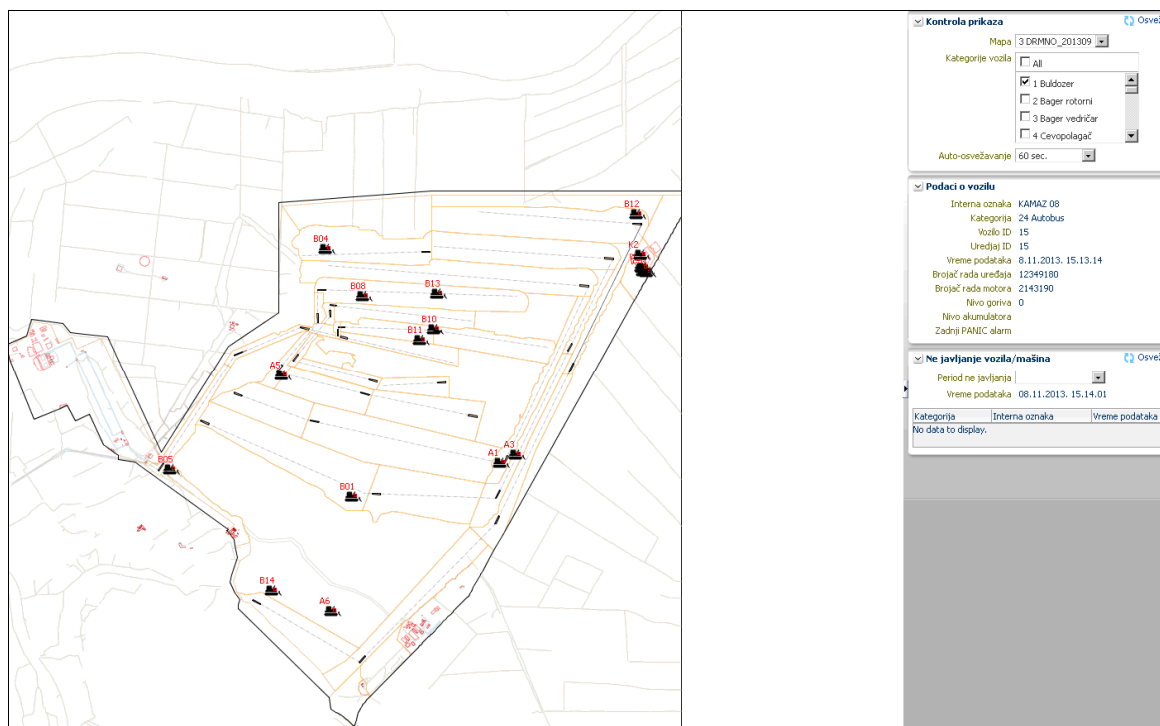 B12
K2
B04
B08
B13
B10
B11
A5
A3
A1
B05
B01
B14
A6
Kontrola prikaza
Osvež
Mapa 3 DRMNO_201309
Kategorije vozila All
1 Buldozer
2 Bager rotorni
3 Bager vedričar
4 Cevopolagač
Auto-osvežavanje 60 sec.
Podaci o vozilu
Interna oznaka KAMAZ 08
Kategorija 24 Autobus
Vozilo ID 15
Uredjaj ID 15
Vreme podataka 8.11.2013. 15.13.14
Brojač rada uređaja 12349180
Brojač rada motora 2143190
Nivo goriva 0
Nivo akumulatora
Zadnji PANIC alarm
Ne javljanje vozila/mašina
Osvež
Period ne javljanja
Vreme podataka 08.11.2013. 15.14.01
Kategorija Interna oznaka Vreme podataka
No data to display.